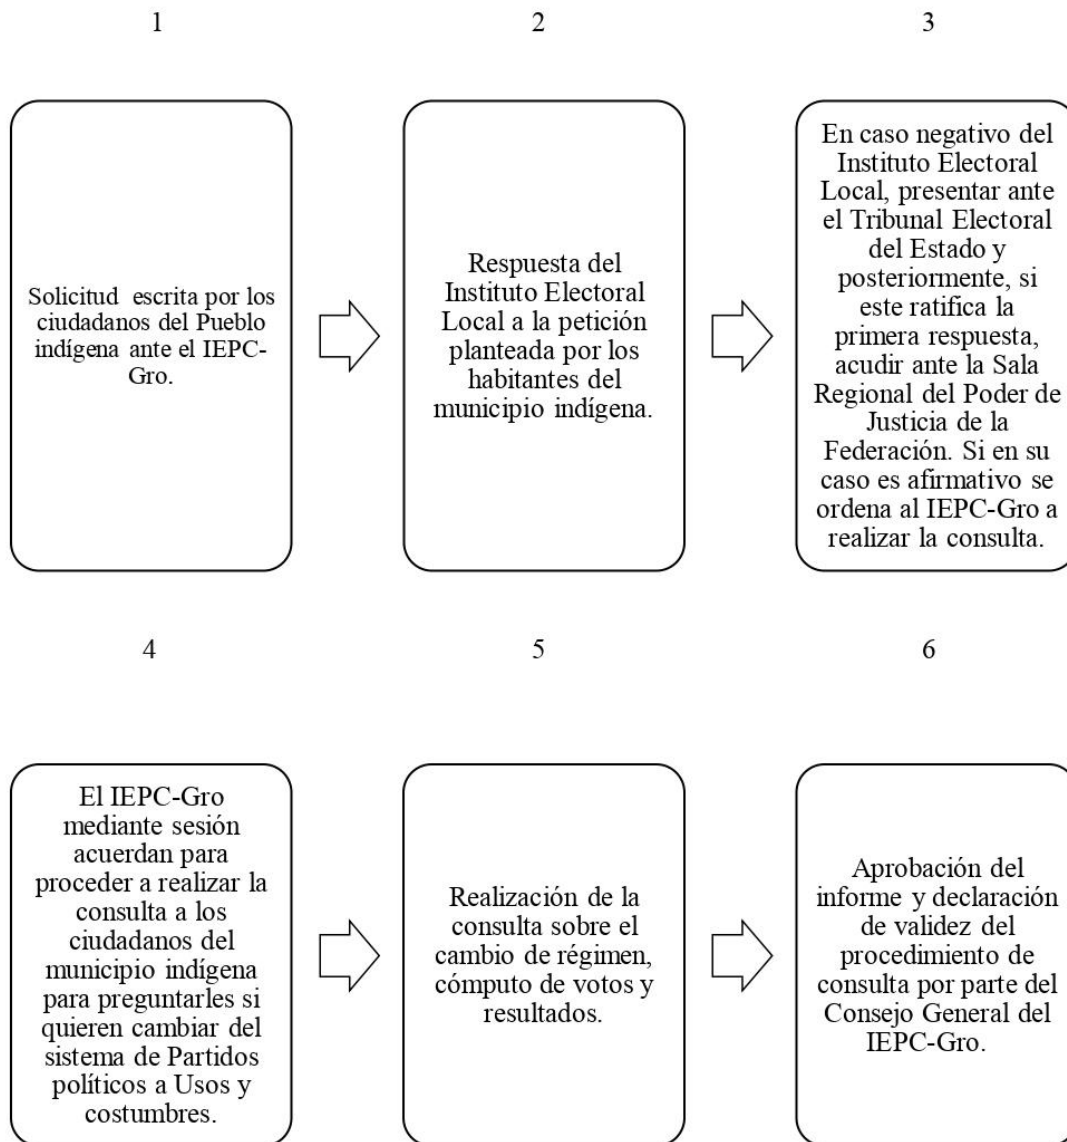 1
2
3
Solicitud escrita por los
ciudadanos del Pueblo
indígena ante el IEPC-
Gro.
Respuesta del
Instituto Electoral
Local a la petición
planteada por los
habitantes del
municipio indígena.
En caso negativo del
Instituto Electoral
Local, presentar ante
el Tribunal Electoral
del Estado y
posteriormente, si
este ratifica la
primera respuesta,
acudir ante la Sala
Regional del Poder de
Justicia de la
Federación. Si en su
caso es afirmativo se
ordena al IEPC-Gro a
realizar la consulta.
4
5
6
El IEPC-Gro
mediante sesión
acuerdan para
proceder a realizar la
consulta a los
ciudadanos del
municipio indígena
para preguntarles si
quieren cambiar del
sistema de Partidos
políticos a Usos y
costumbres.
Realización de la
consulta sobre el
cambio de régimen,
cómputo de votos y
resultados.
Aprobación del
informe y declaración
de validez del
procedimiento de
consulta por parte del
Consejo General del
IEPC-Gro.